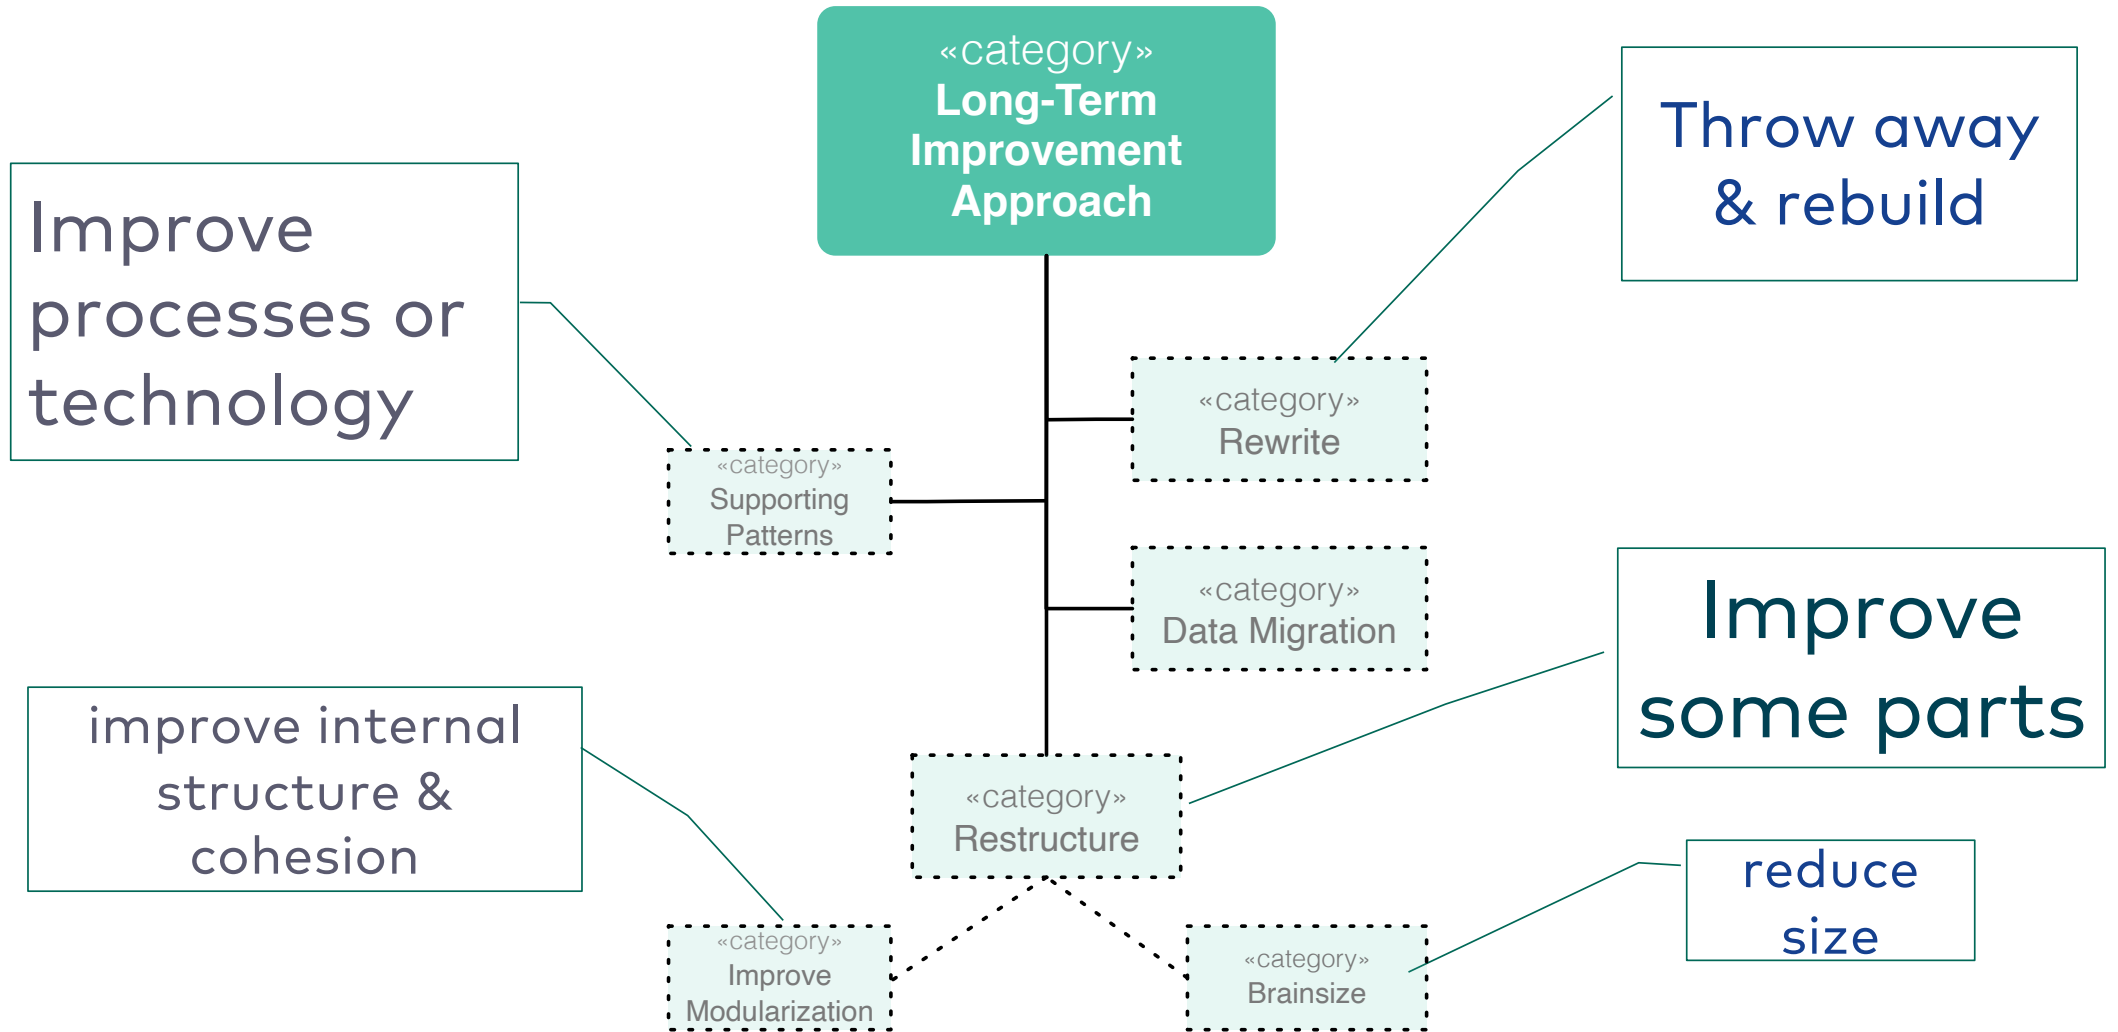 «category»
Long-Term
Improvement
Approach
Throw away
& rebuild
Improve
processes or
technology
«category»
Rewrite
«category»
Supporting
Patterns
«category»
Data Migration
Improve
some parts
improve internal
structure &
cohesion
«category»
Restructure
reduce
size
«category»
Improve
Modularization
«category»
Brainsize